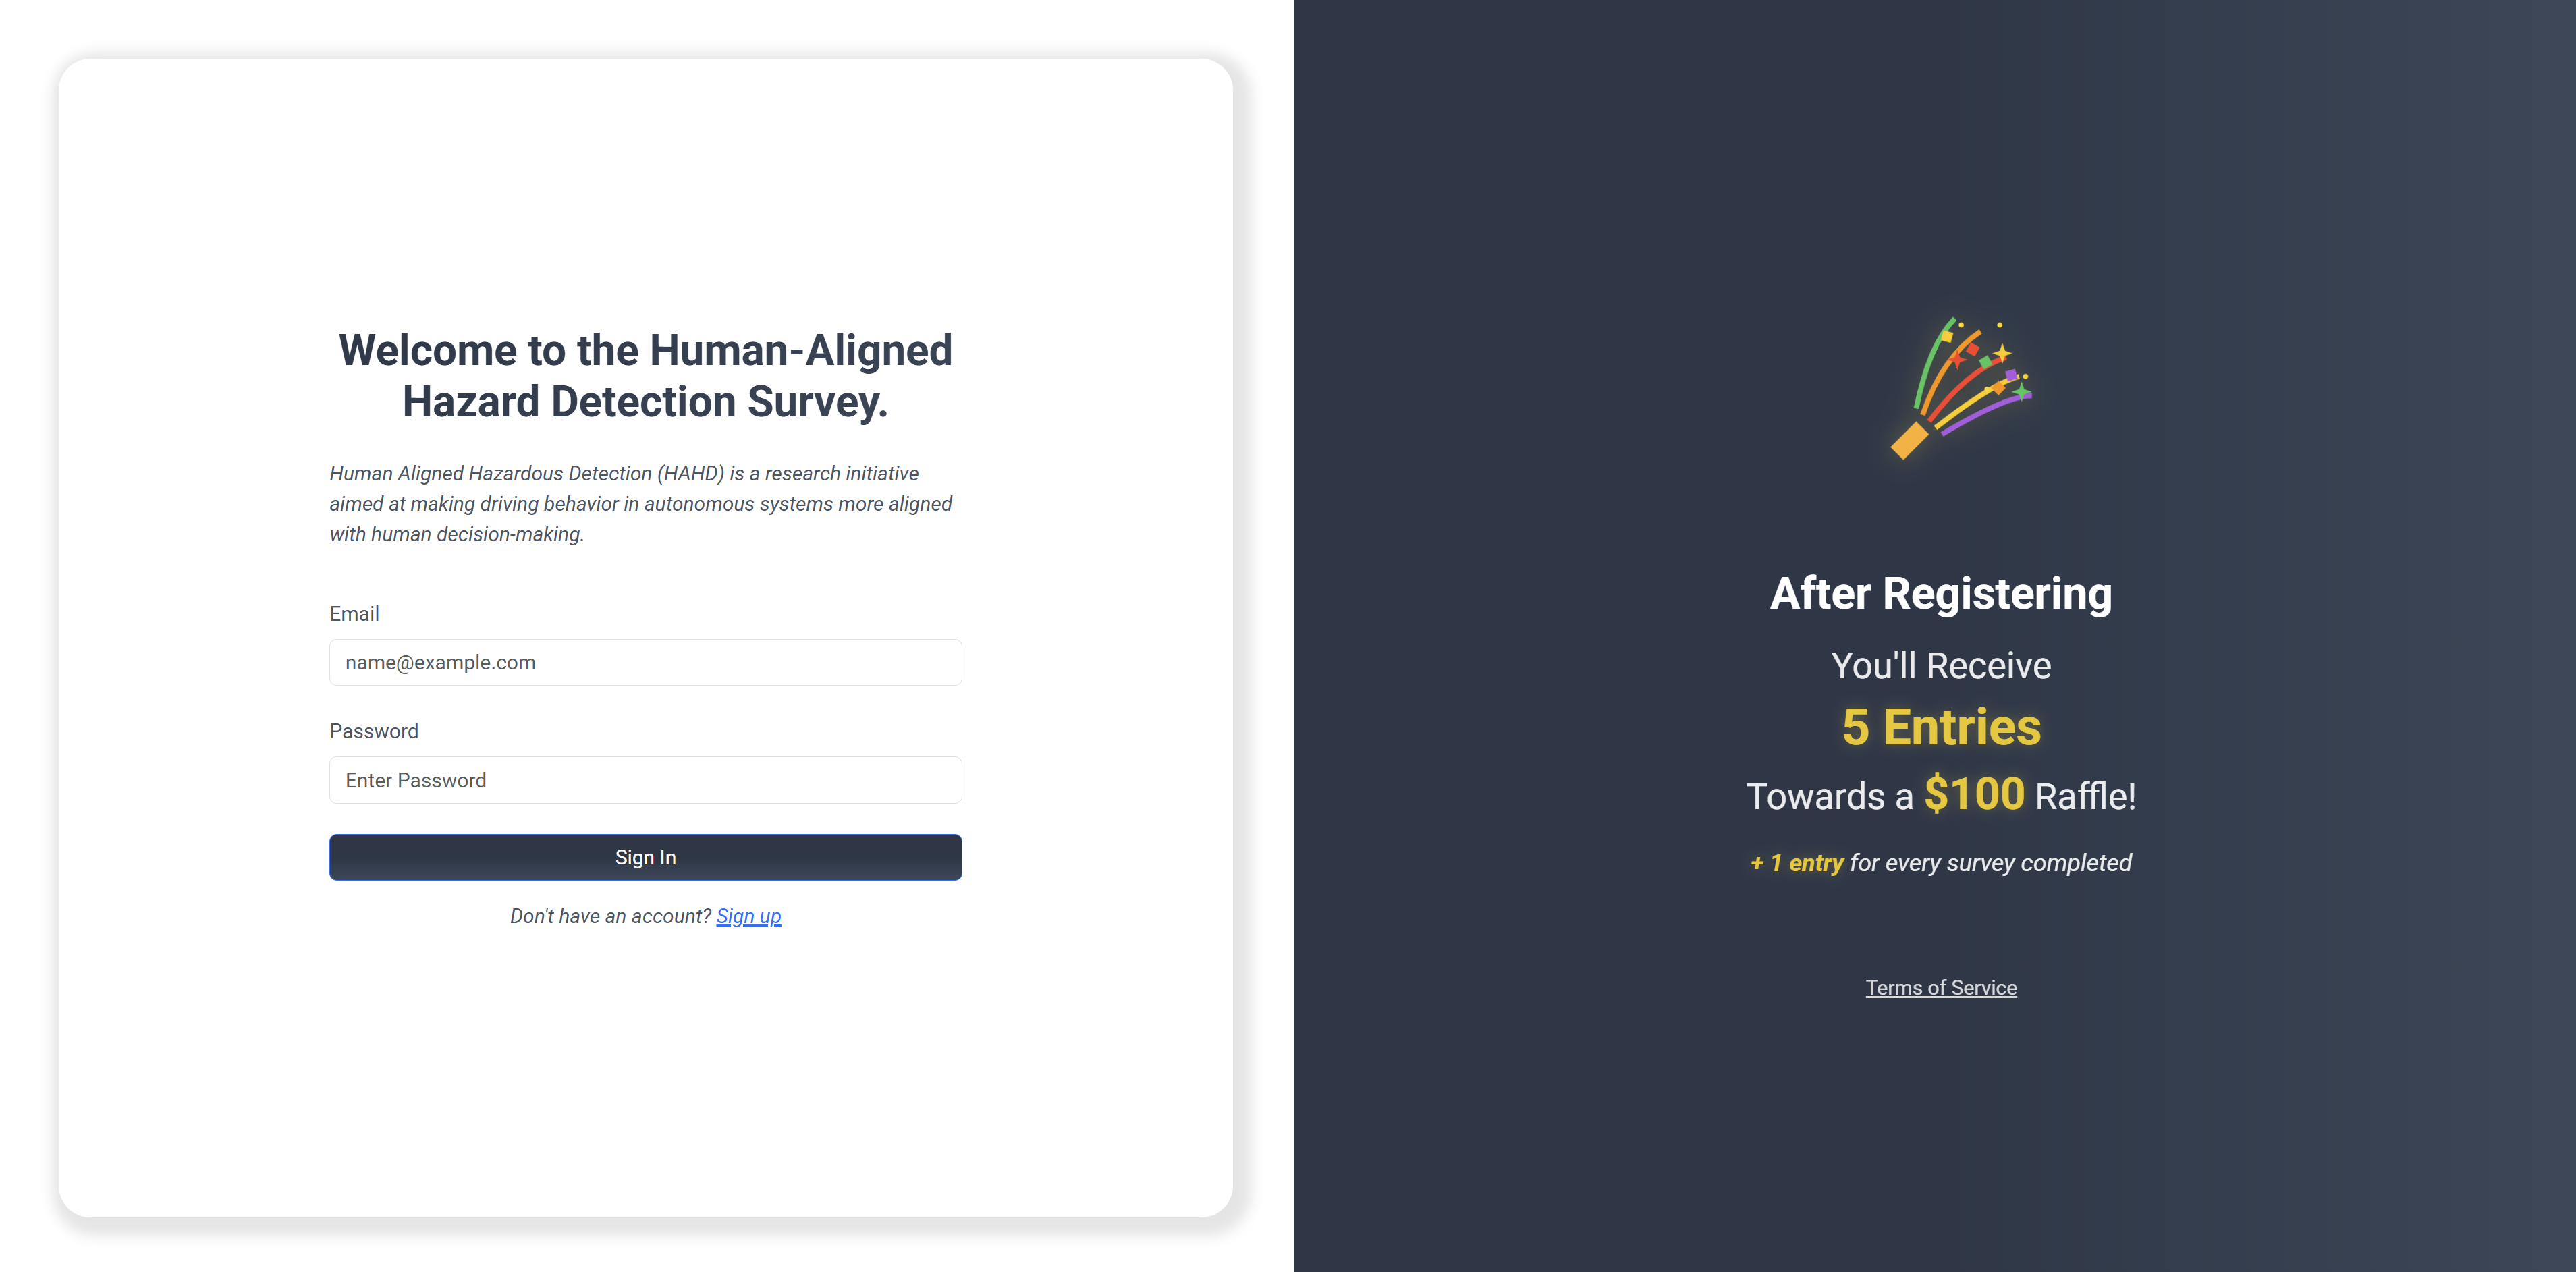 Welcome to the Human-Aligned
Hazard Detection Survey.
Human Aligned Hazardous Detection (HAHD) is a research initiative
aimed at making driving behavior in autonomous systems more aligned
with human decision-making.
Email
name@example.com
Password
Enter Password
Sign In
Don't have an account? Sign up
After Registering
You'll Receive
5 Entries
Towards a $100 Raffle!
+ 1 entry for every survey completed
Terms of Service